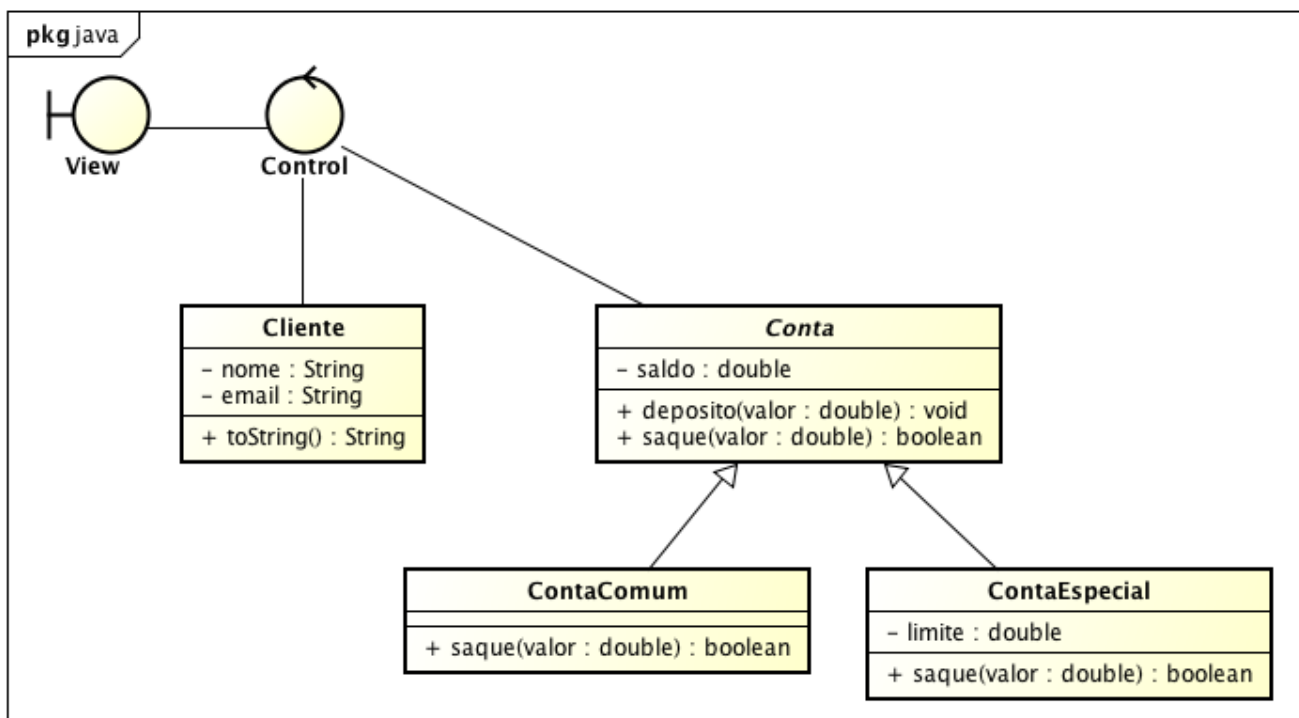 pkg java
View
Control
Cliente
- nome : String
- email : String
+ toString() : String
Conta
- saldo : double
+ deposito(valor : double) : void
+ saque(valor : double) : boolean
ContaComum
+ saque(valor : double) : boolean
ContaEspecial
- limite : double
+ saque(valor : double) : boolean